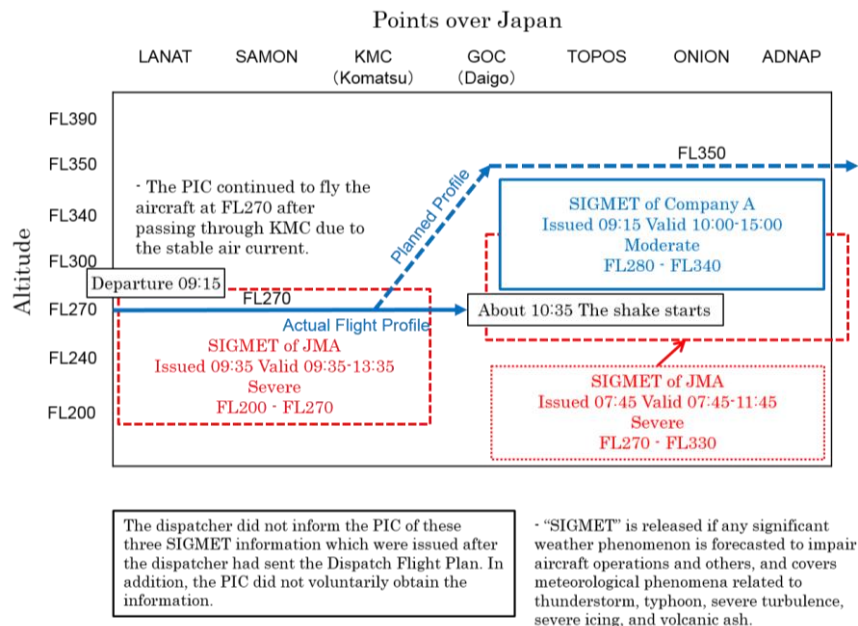 Points over Japan
LANAT SAMON KMC GOC TOPOS ONION ADNAP
(Komatsu) (Daigo)
Altitude
FL390
FL350
FL340
FL300
FL270
FL240
FL200
- The PIC continued to fly the
aircraft at FL270 after
passing through KMC due to
the stable air current.
Departure 09:15
FL270
Actual Flight Profile
Planned Profile
FL350
SIGMET of Company A
Issued 09:15 Valid 10:00-15:00
Moderate
FL280 - FL340
About 10:35 The shake starts
SIGMET of JMA
Issued 09:35 Valid 09:35-13:35
Severe
FL200 - FL270
SIGMET of JMA
Issued 07:45 Valid 07:45-11:45
Severe
FL270 - FL330
The dispatcher did not inform the PIC of these
three SIGMET information which were issued after
the dispatcher had sent the Dispatch Flight Plan. In
addition, the PIC did not voluntarily obtain the
information.
- “SIGMET” is released if any significant
weather phenomenon is forecasted to impair
aircraft operations and others, and covers
meteorological phenomena related to
thunderstorm, typhoon, severe turbulence,
severe icing, and volcanic ash.